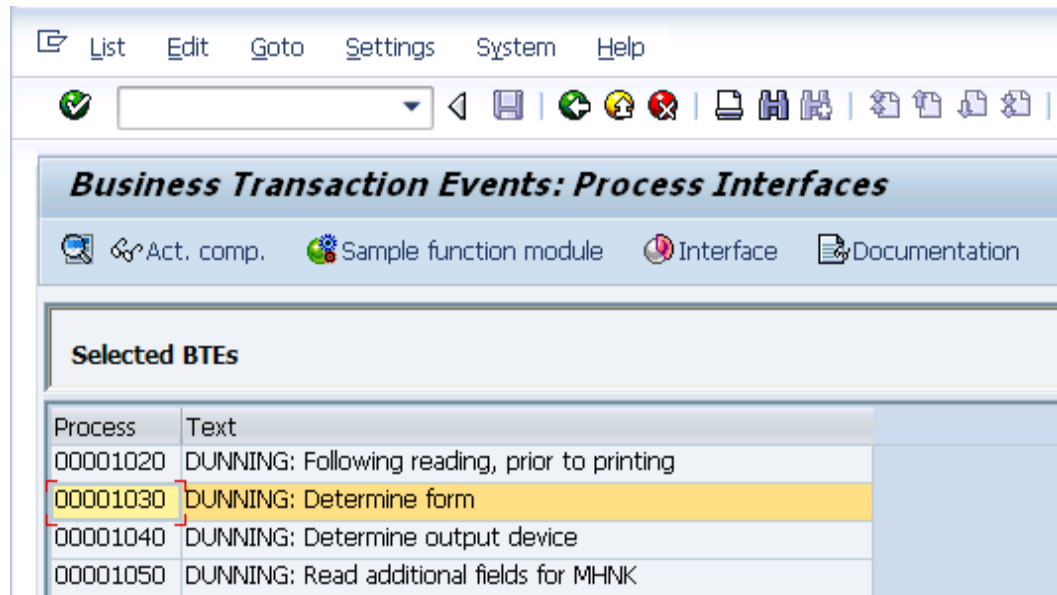 List Edit Goto Settings System Help
Business Transaction Events: Process Interfaces
Act. comp. Sample function module Interface Documentation
Selected BTEs
Process Text
00001020 DUNNING: Following reading, prior to printing
00001030 DUNNING: Determine form
00001040 DUNNING: Determine output device
00001050 DUNNING: Read additional fields for MHNK